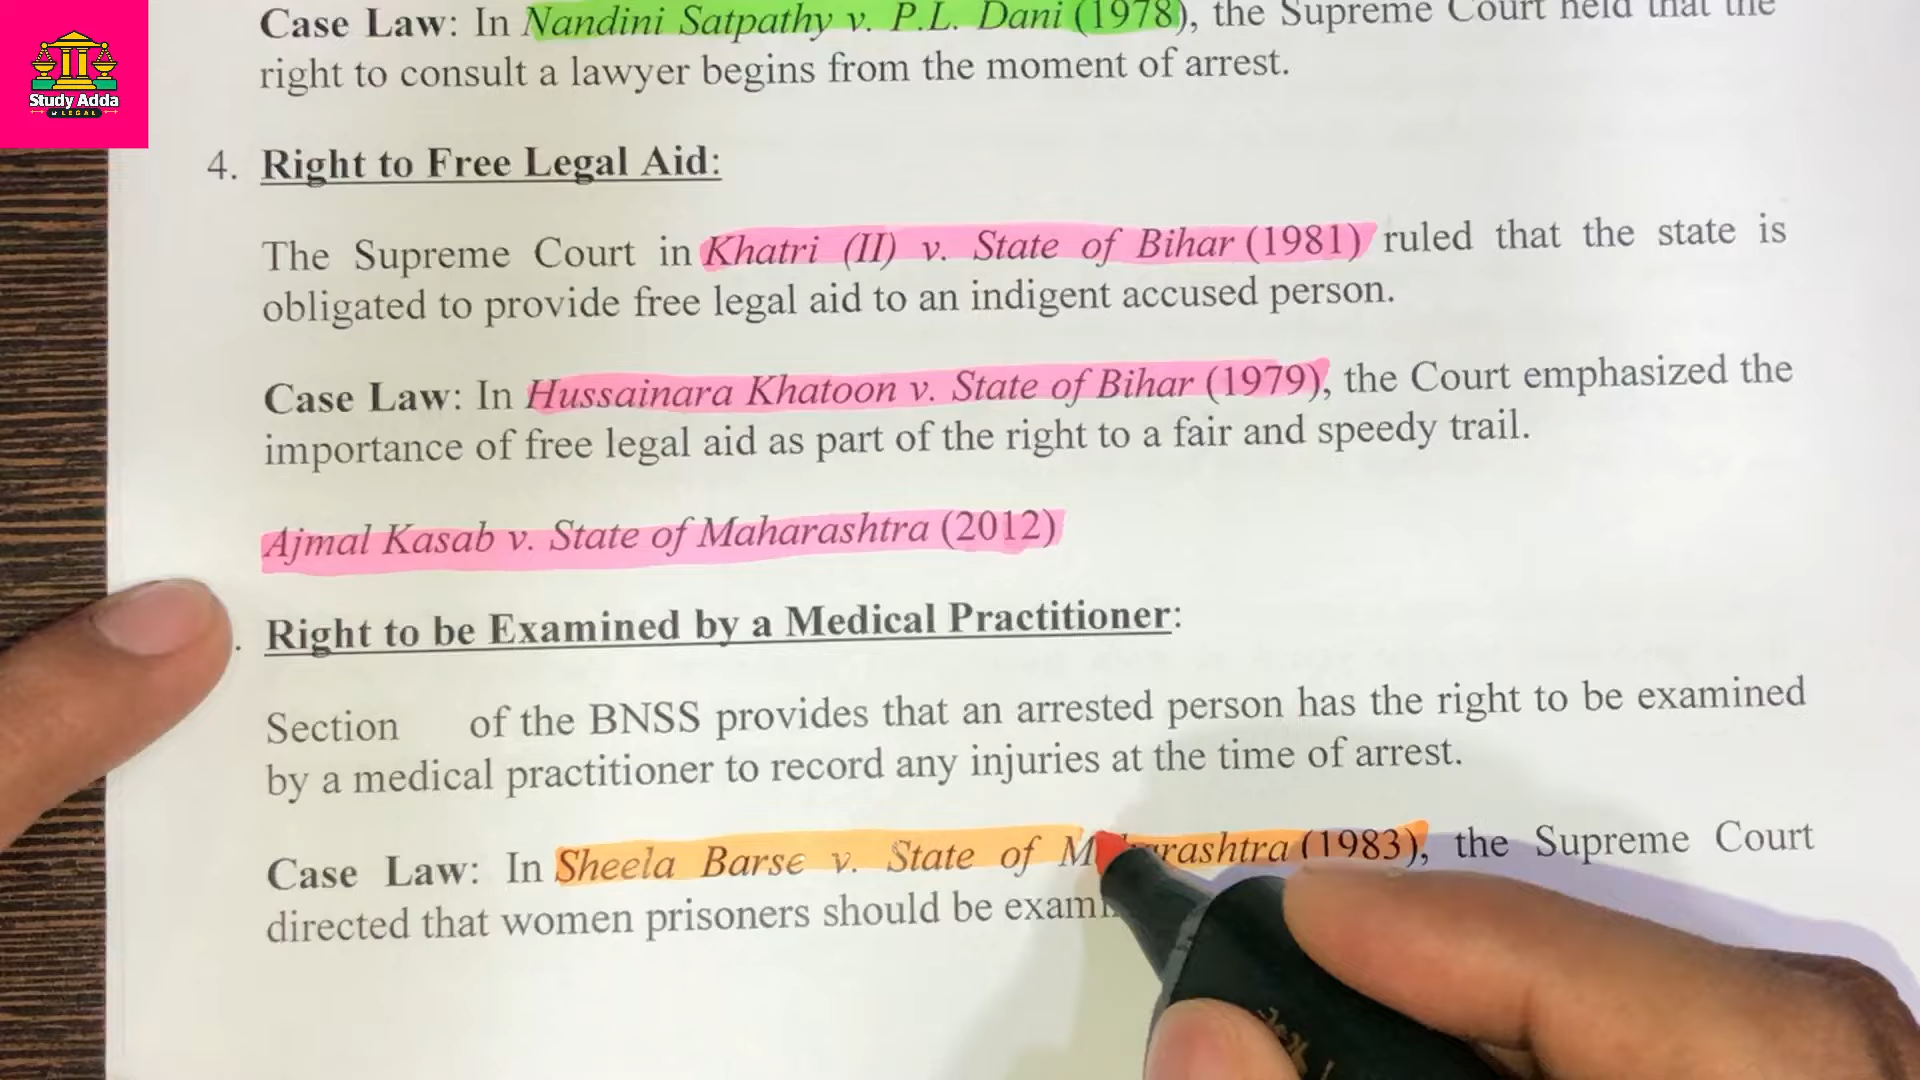 Case Law: In Nandini Satpathy v. P.L. Dani (1978), the Supreme Court held that the
right to consult a lawyer begins from the moment of arrest.
Study Adda
LEGAL
4. Right to Free Legal Aid:
The Supreme Court in Khatri (II) v. State of Bihar (1981) ruled that the state is
obligated to provide free legal aid to an indigent accused person.
Case Law: In Hussainara Khatoon v. State of Bihar (1979), the Court emphasized the
importance of free legal aid as part of the right to a fair and speedy trail.
Ajmal Kasab v. State of Maharashtra (2012)
. Right to be Examined by a Medical Practitioner:
Section of the BNSS provides that an arrested person has the right to be examined
by a medical practitioner to record any injuries at the time of arrest.
Case Law: In Sheela Barse v. State of (1983), the Supreme Court
directed that women prisoners should be